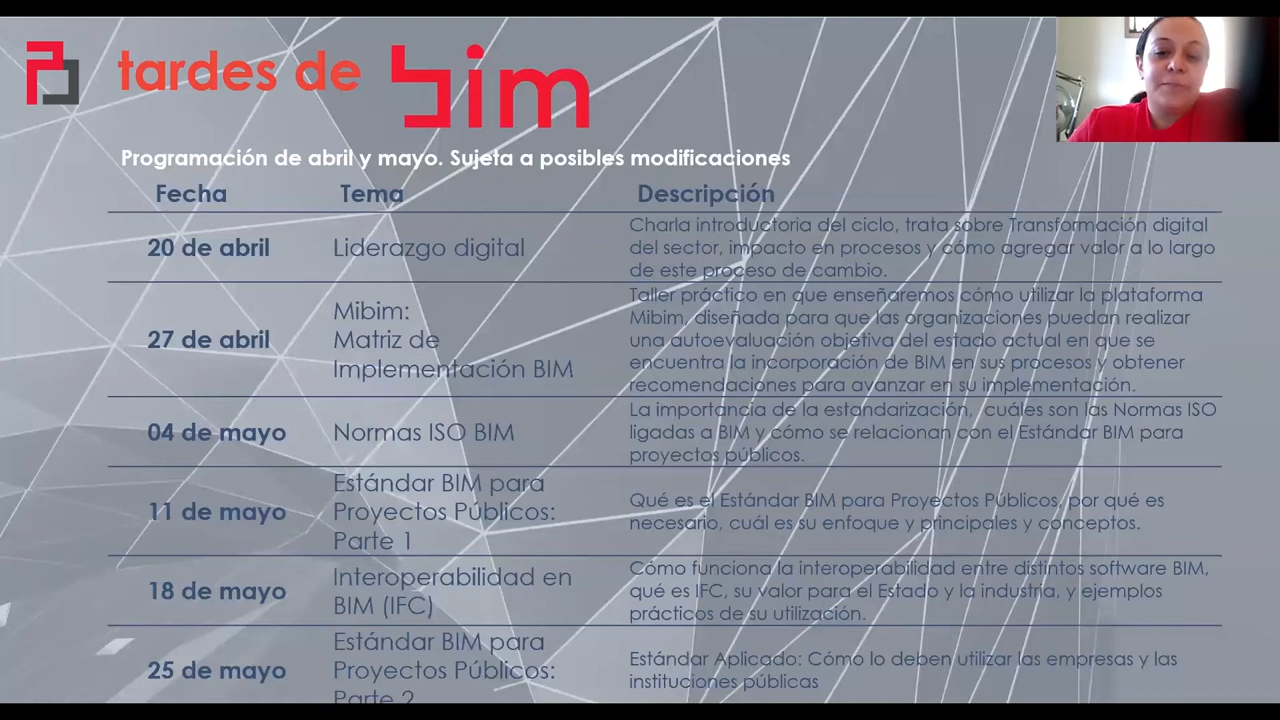 tardes de bim
Programación de abril y mayo. Sujeta a posibles modificaciones
Fecha Tema Descripción
20 de abril
Liderazgo digital
Charla introductoria del ciclo, trata sobre Transformación digital
del sector, impacto en procesos y cómo agregar valor a lo largo
de este proceso de cambio.
27 de abril
Mibim:
Matriz de
Implementación BIM
Taller práctico en que enseñaremos cómo utilizar la plataforma
Mibim, diseñada para que las organizaciones puedan realizar
una autoevaluación objetiva del estado actual en que se
encuentra la incorporación de BIM en sus procesos y obtener
recomendaciones para avanzar en su implementación.
04 de mayo
Normas ISO BIM
La importancia de la estandarización, cuáles son las Normas ISO
ligadas a BIM y cómo se relacionan con el Estándar BIM para
proyectos públicos.
11 de mayo
Estándar BIM para
Proyectos Públicos:
Parte 1
Qué es el Estándar BIM para Proyectos Públicos, por qué es
necesario, cuál es su enfoque y principales y conceptos.
18 de mayo
Interoperabilidad en
BIM (IFC)
Cómo funciona la interoperabilidad entre distintos software BIM,
qué es IFC, su valor para el Estado y la industria, y ejemplos
prácticos de su utilización.
25 de mayo
Estándar BIM para
Proyectos Públicos:
Parte 2
Estándar Aplicado: Cómo lo deben utilizar las empresas y las
instituciones públicas